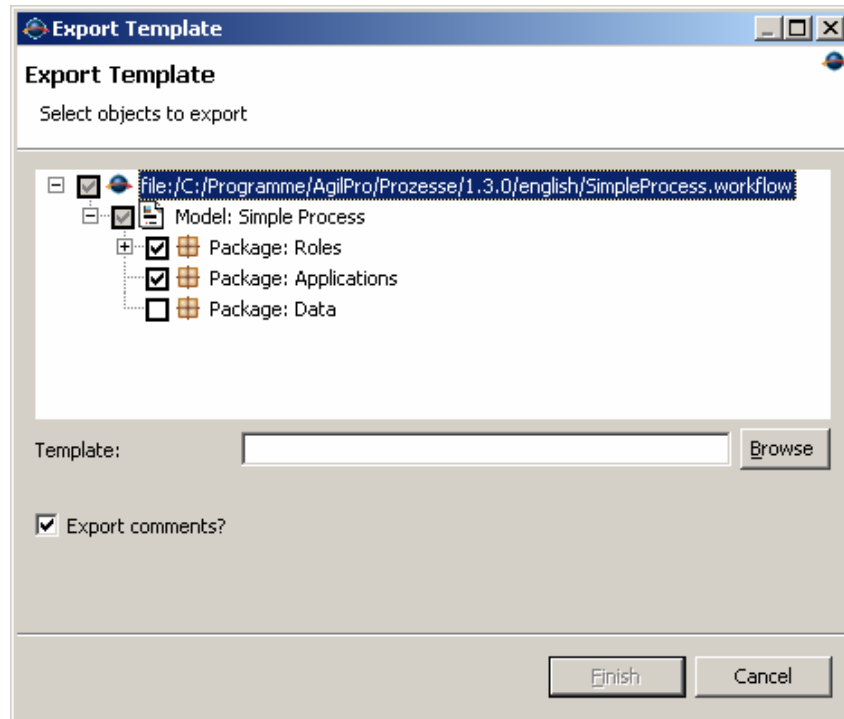 Export Template
Export Template
Select objects to export
file:/C:/Programme/AgilPro/Prozesse/1.3.0/english/SimpleProcess.workflow
Model: Simple Process
Package: Roles
Package: Applications
Package: Data
Template:
Browse
Export comments?
Finish
Cancel